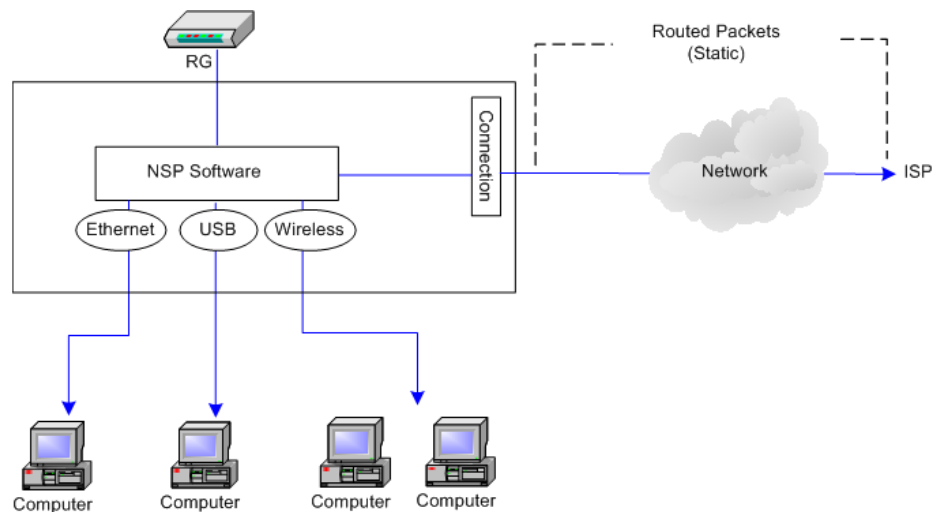 Routed Packets
(Static)
RG
Connection
NSP Software
Network
ISP
Ethernet
USB
Wireless
Computer
Computer
Computer
Computer